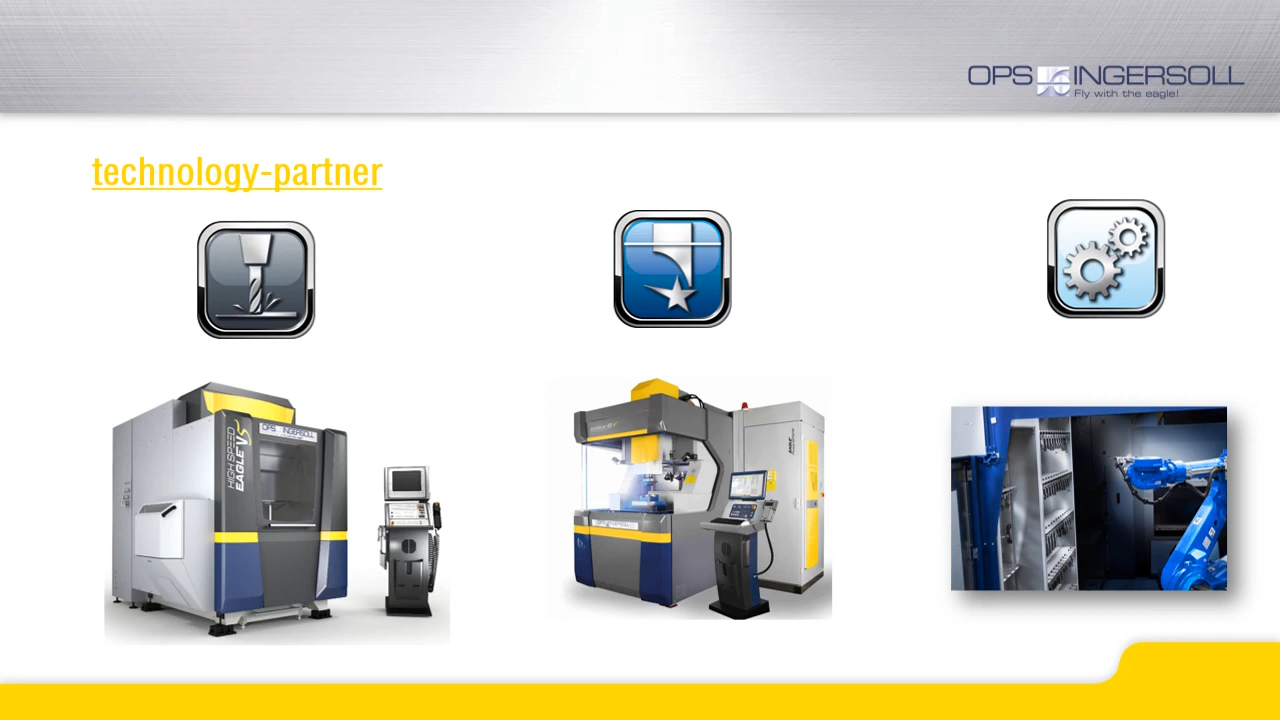 OPS INGERSOLL
Fly with the eagle!
technology-partner
OPS INGERSOLL
HIGH SPEED
EAGLE V5